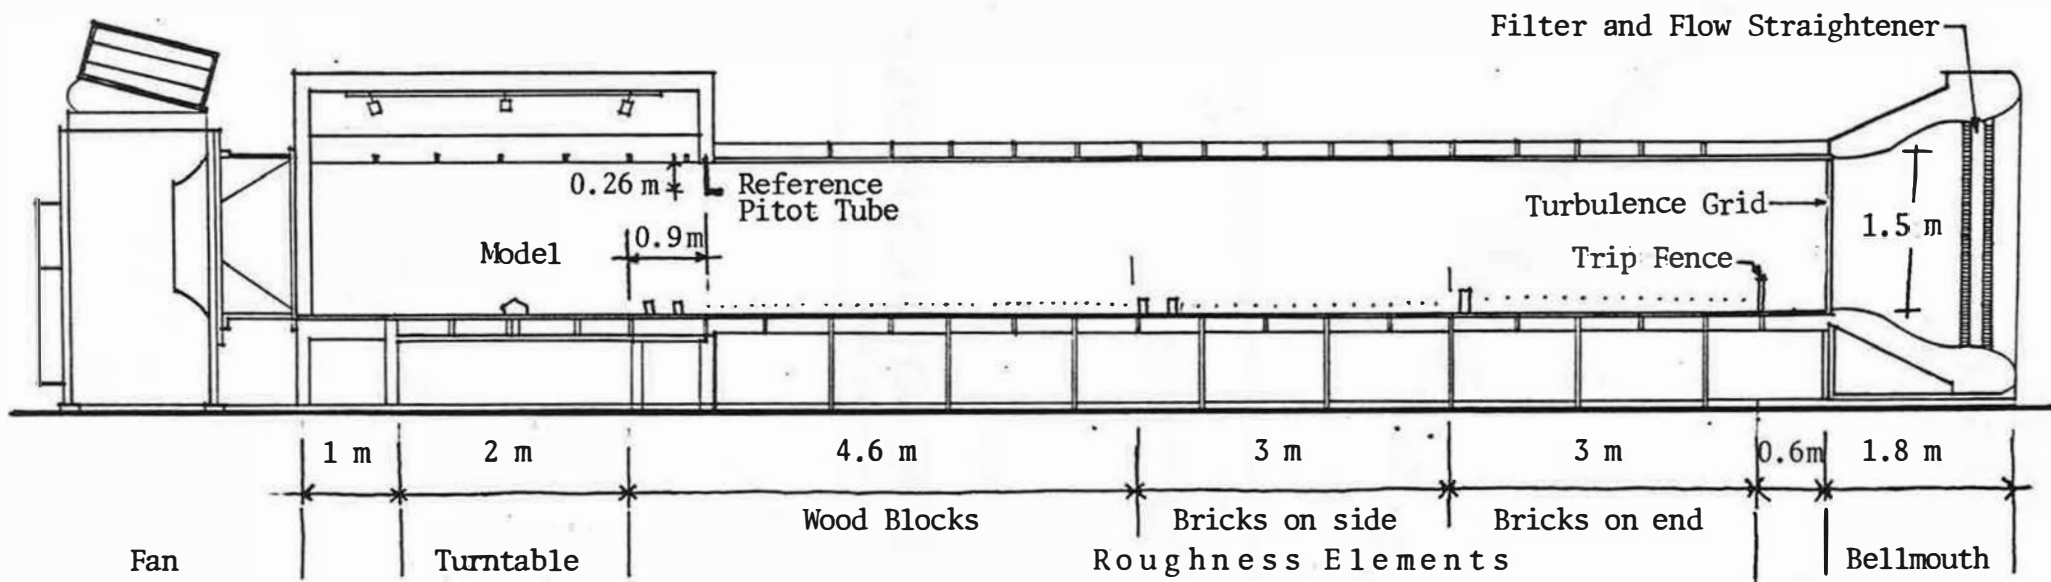 Filter and Flow Straightener
0.26 m
Reference
Pitot Tube
Turbulence Grid
1.5 m
Model
0.9m
Trip Fence
1 m
2 m
4.6 m
3 m
3 m
0.6m
1.8 m
Wood Blocks
Bricks on side
Bricks on end
Fan
Turntable
Roughness Elements
Bellmouth